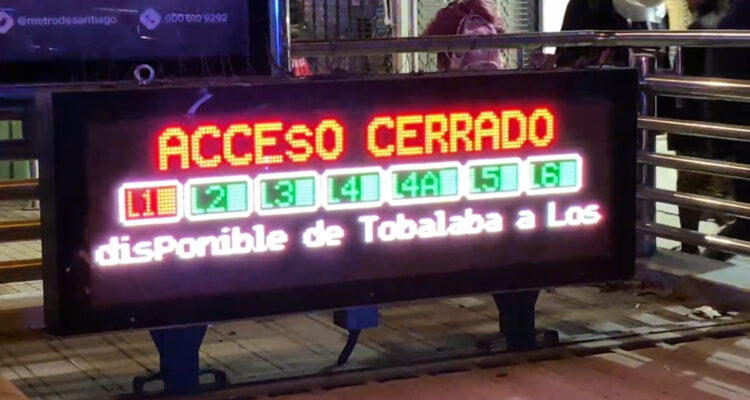 @metrodesantiago 600 600 9292
ACCESO CERRADO
L1 L2 L3 L4 L4A L5 L6
disponible de Tobalaba a Los